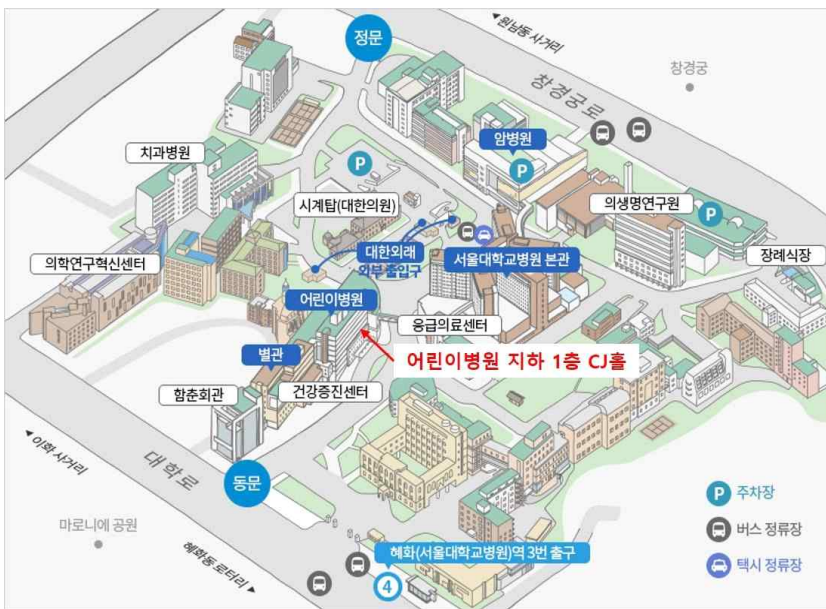 정문
원남동 사거리
창경궁로
창경궁
암병원
P
치과병원
P
시계탑(대한의원)
의생명연구원
P
대한외래
외부 출입구
서울대학교병원 본관
장례식장
의학연구혁신센터
어린이병원
응급의료센터
별관
어린이병원 지하 1층 CJ홀
함춘회관
건강증진센터
이화 사거리
대학로
동문
마로니에 공원
혜화동 로터리
혜화(서울대학교병원)역 3번 출구
4
P 주차장
버스 정류장
택시 정류장